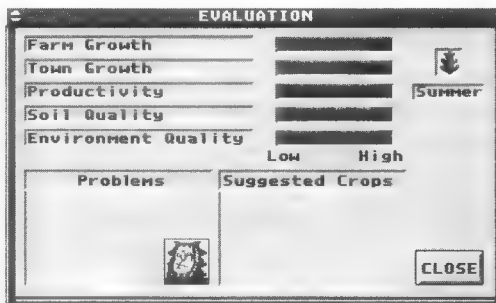 EVALUATION
Farm Growth
Town Growth
Productivity
Summer
Soil Quality
Environment Quality
Low High
Problems Suggested Crops
CLOSE